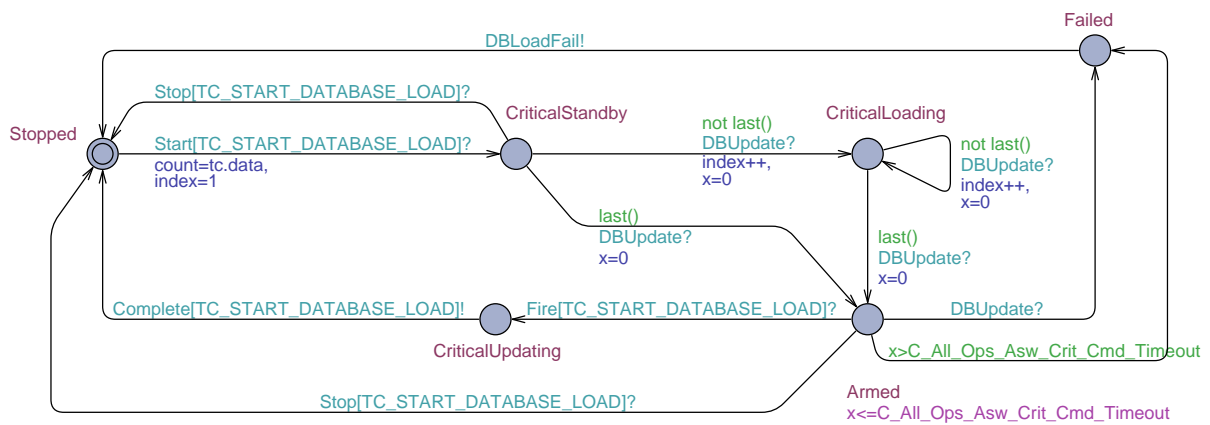 Failed
DBLoadFail!
Stop[TC_START_DATABASE_LOAD]?
CriticalStandby
CriticalLoading
Stopped
Start[TC_START_DATABASE_LOAD]?
count=tc.data,
index=1
not last()
DBUpdate?
index++,
x=0
not last()
DBUpdate?
index++,
x=0
last()
DBUpdate?
x=0
last()
DBUpdate?
x=0
Complete[TC_START_DATABASE_LOAD]!
Fire[TC_START_DATABASE_LOAD]?
DBUpdate?
CriticalUpdating
x>C_All_Ops_Asw_Crit_Cmd_Timeout
Stop[TC_START_DATABASE_LOAD]?
Armed
x<=C_All_Ops_Asw_Crit_Cmd_Timeout